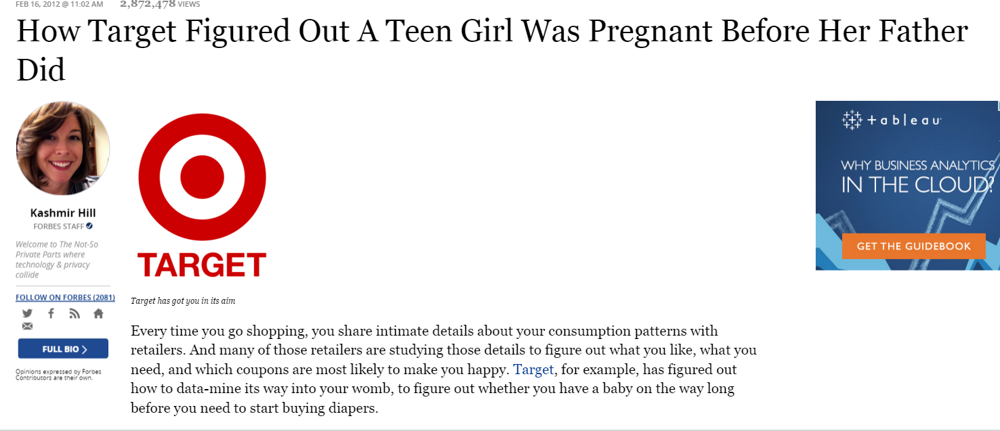 FEB 16, 2012 @ 11:02 AM 2,872,478 VIEWS
How Target Figured Out A Teen Girl Was Pregnant Before Her Father
Did
Kashmir Hill
FORBES STAFF
Welcome to The Not-So
Private Parts where
technology & privacy
collide
FOLLOW ON FORBES (2081)
FULL BIO
Opinions expressed by Forbes
Contributors are their own.
TARGET
Target has got you in its aim
Every time you go shopping, you share intimate details about your consumption patterns with
retailers. And many of those retailers are studying those details to figure out what you like, what you
need, and which coupons are most likely to make you happy. Target, for example, has figured out
how to data-mine its way into your womb, to figure out whether you have a baby on the way long
before you need to start buying diapers.
+ableau
WHY BUSINESS ANALYTICS
IN THE CLOUD?
GET THE GUIDEBOOK